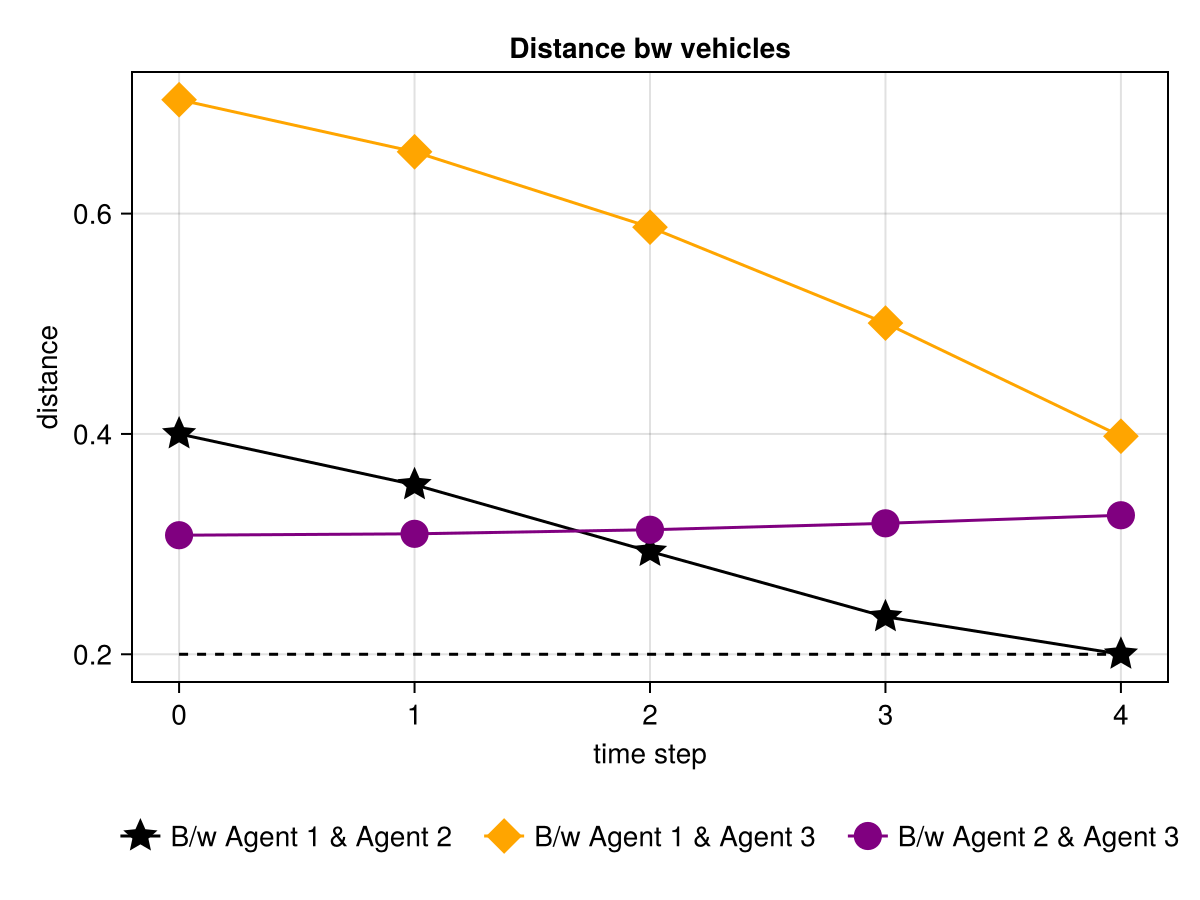 Distance bw vehicles
0.6
0.4
0.2
distance
0 1 2 3 4
time step
B/w Agent 1 & Agent 2 B/w Agent 1 & Agent 3 B/w Agent 2 & Agent 3